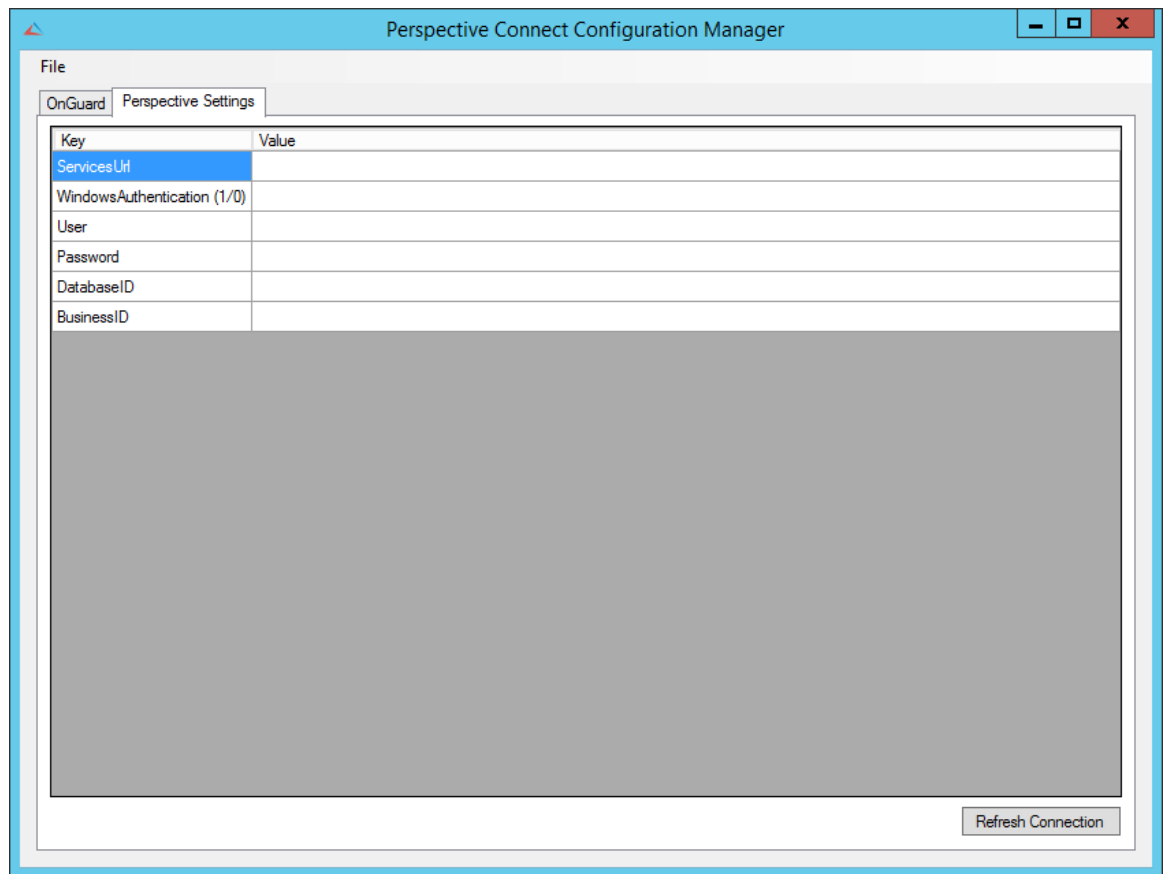 Perspective Connect Configuration Manager
File
OnGuard Perspective Settings
Key Value
ServicesUrl
WindowsAuthentication (1/0)
User
Password
DatabaseID
BusinessID
Refresh Connection